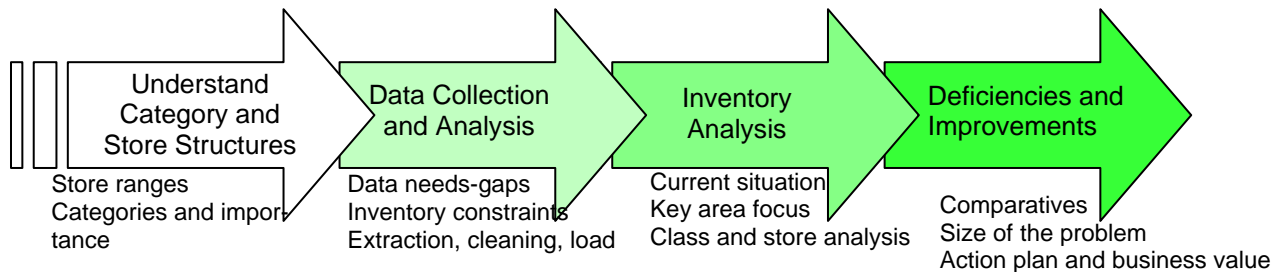 Understand
Category and
Store Structures
Store ranges
Categories and impor-
tance
Data Collection
and Analysis
Data needs-gaps
Inventory constraints
Extraction, cleaning, load
Inventory
Analysis
Current situation
Key area focus
Class and store analysis
Deficiencies and
Improvements
Comparatives
Size of the problem
Action plan and business value